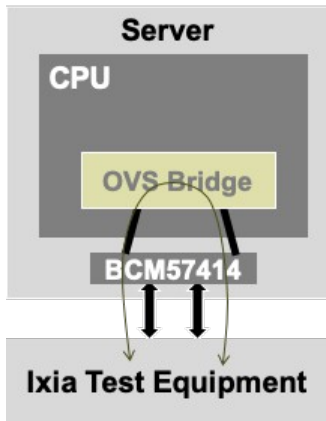 Server
CPU
OVS Bridge
BCM57414
Ixia Test Equipment